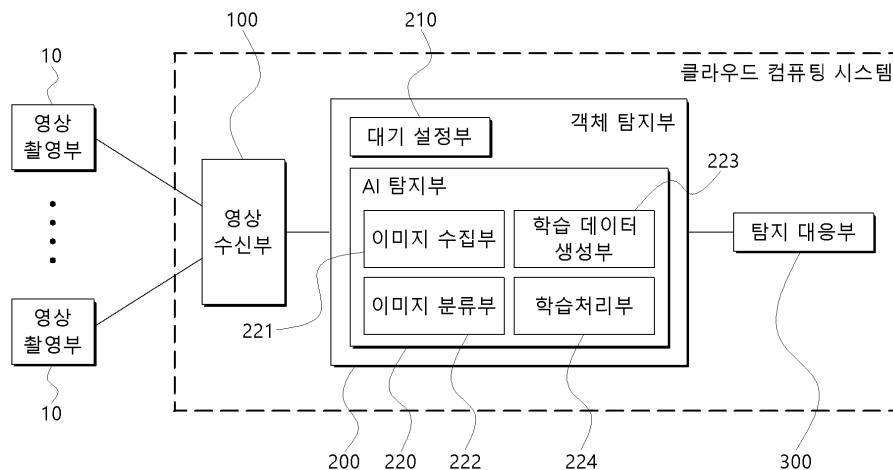 100
210
10
클라우드 컴퓨팅 시스템
영상
촬영부
대기 설정부
객체 탐지부
223
AI 탐지부
영상
수신부
이미지 수집부
학습 데이터
생성부
탐지 대응부
이미지 분류부
학습처리부
영상
촬영부
221
10
200
220
222
224
300